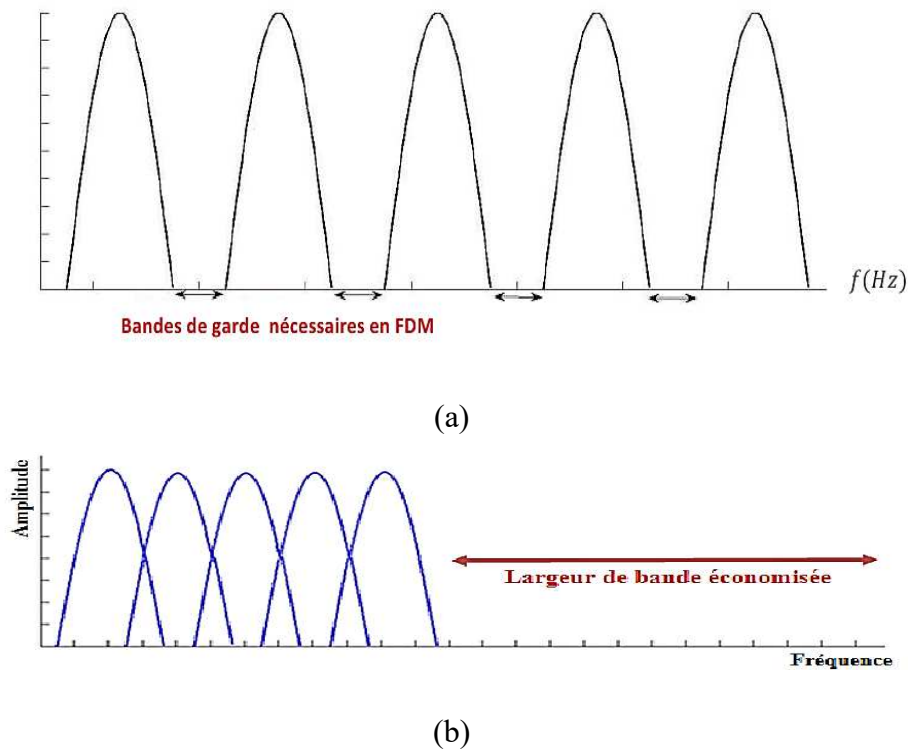 f(Hz)
Bandes de garde nécessaires en FDM
(a)
Amplitude
Largeur de bande économisée
Fréquence
(b)